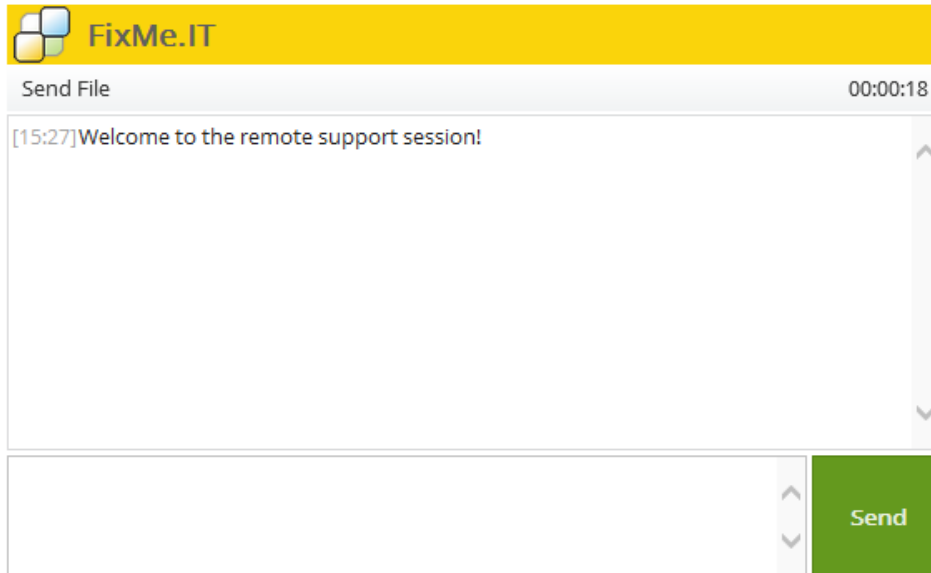 FixMe.IT
Send File 00:00:18
[15:27]Welcome to the remote support session!
Send